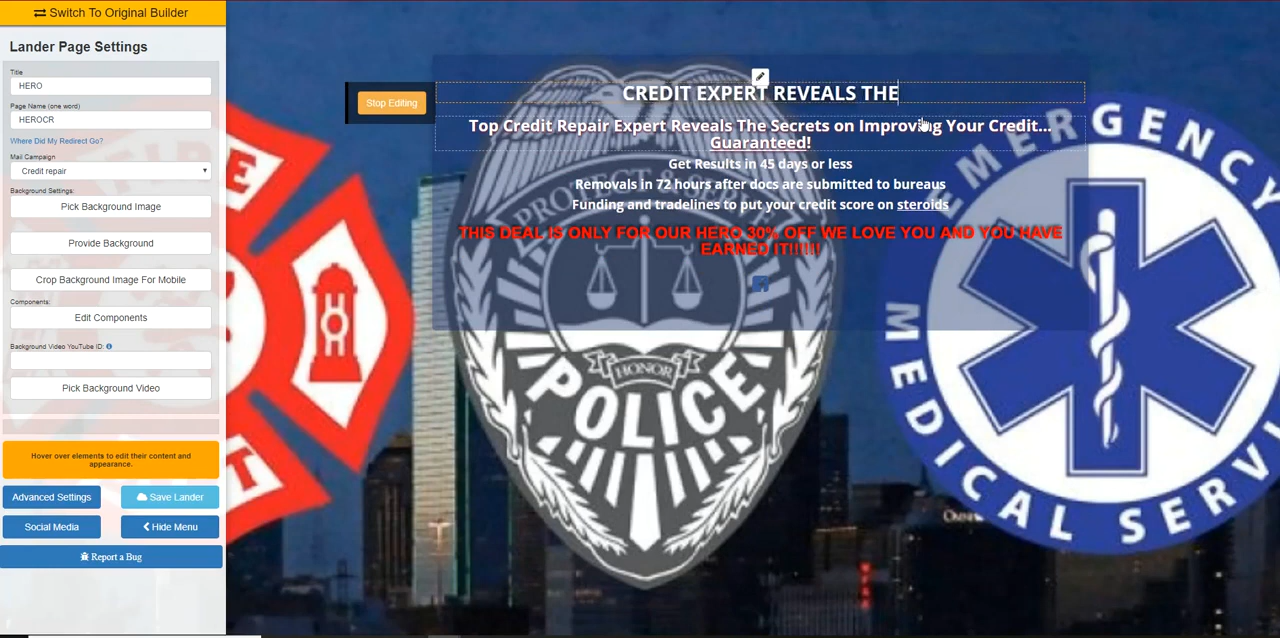 Switch To Original Builder
Lander Page Settings
Title
HERO
Page Name (one word)
HEROCR
Where Did My Redirect Go?
Mail Campaign
Credit repair
Background Settings:
Pick Background Image
Provide Background
Crop Background Image For Mobile
Components:
Edit Components
Background Video YouTube ID:
Pick Background Video
Hover over elements to edit their content and
appearance.
Advanced Settings
Save Lander
Social Media
Hide Menu
Report a Bug
Stop Editing
CREDIT EXPERT REVEALS THE
Top Credit Repair Expert Reveals The Secrets on Improving Your Credit...
Guaranteed!
Get Results in 45 days or less
Removals in 72 hours after docs are submitted to bureaus
Funding and tradelines to put your credit score on steroids
THIS DEAL IS ONLY FOR OUR HERO 30% OFF WE LOVE YOU AND YOU HAVE
EARNED IT!!!!!!
HONOR
POLICE
EMERGENCY
MEDICAL SERVI